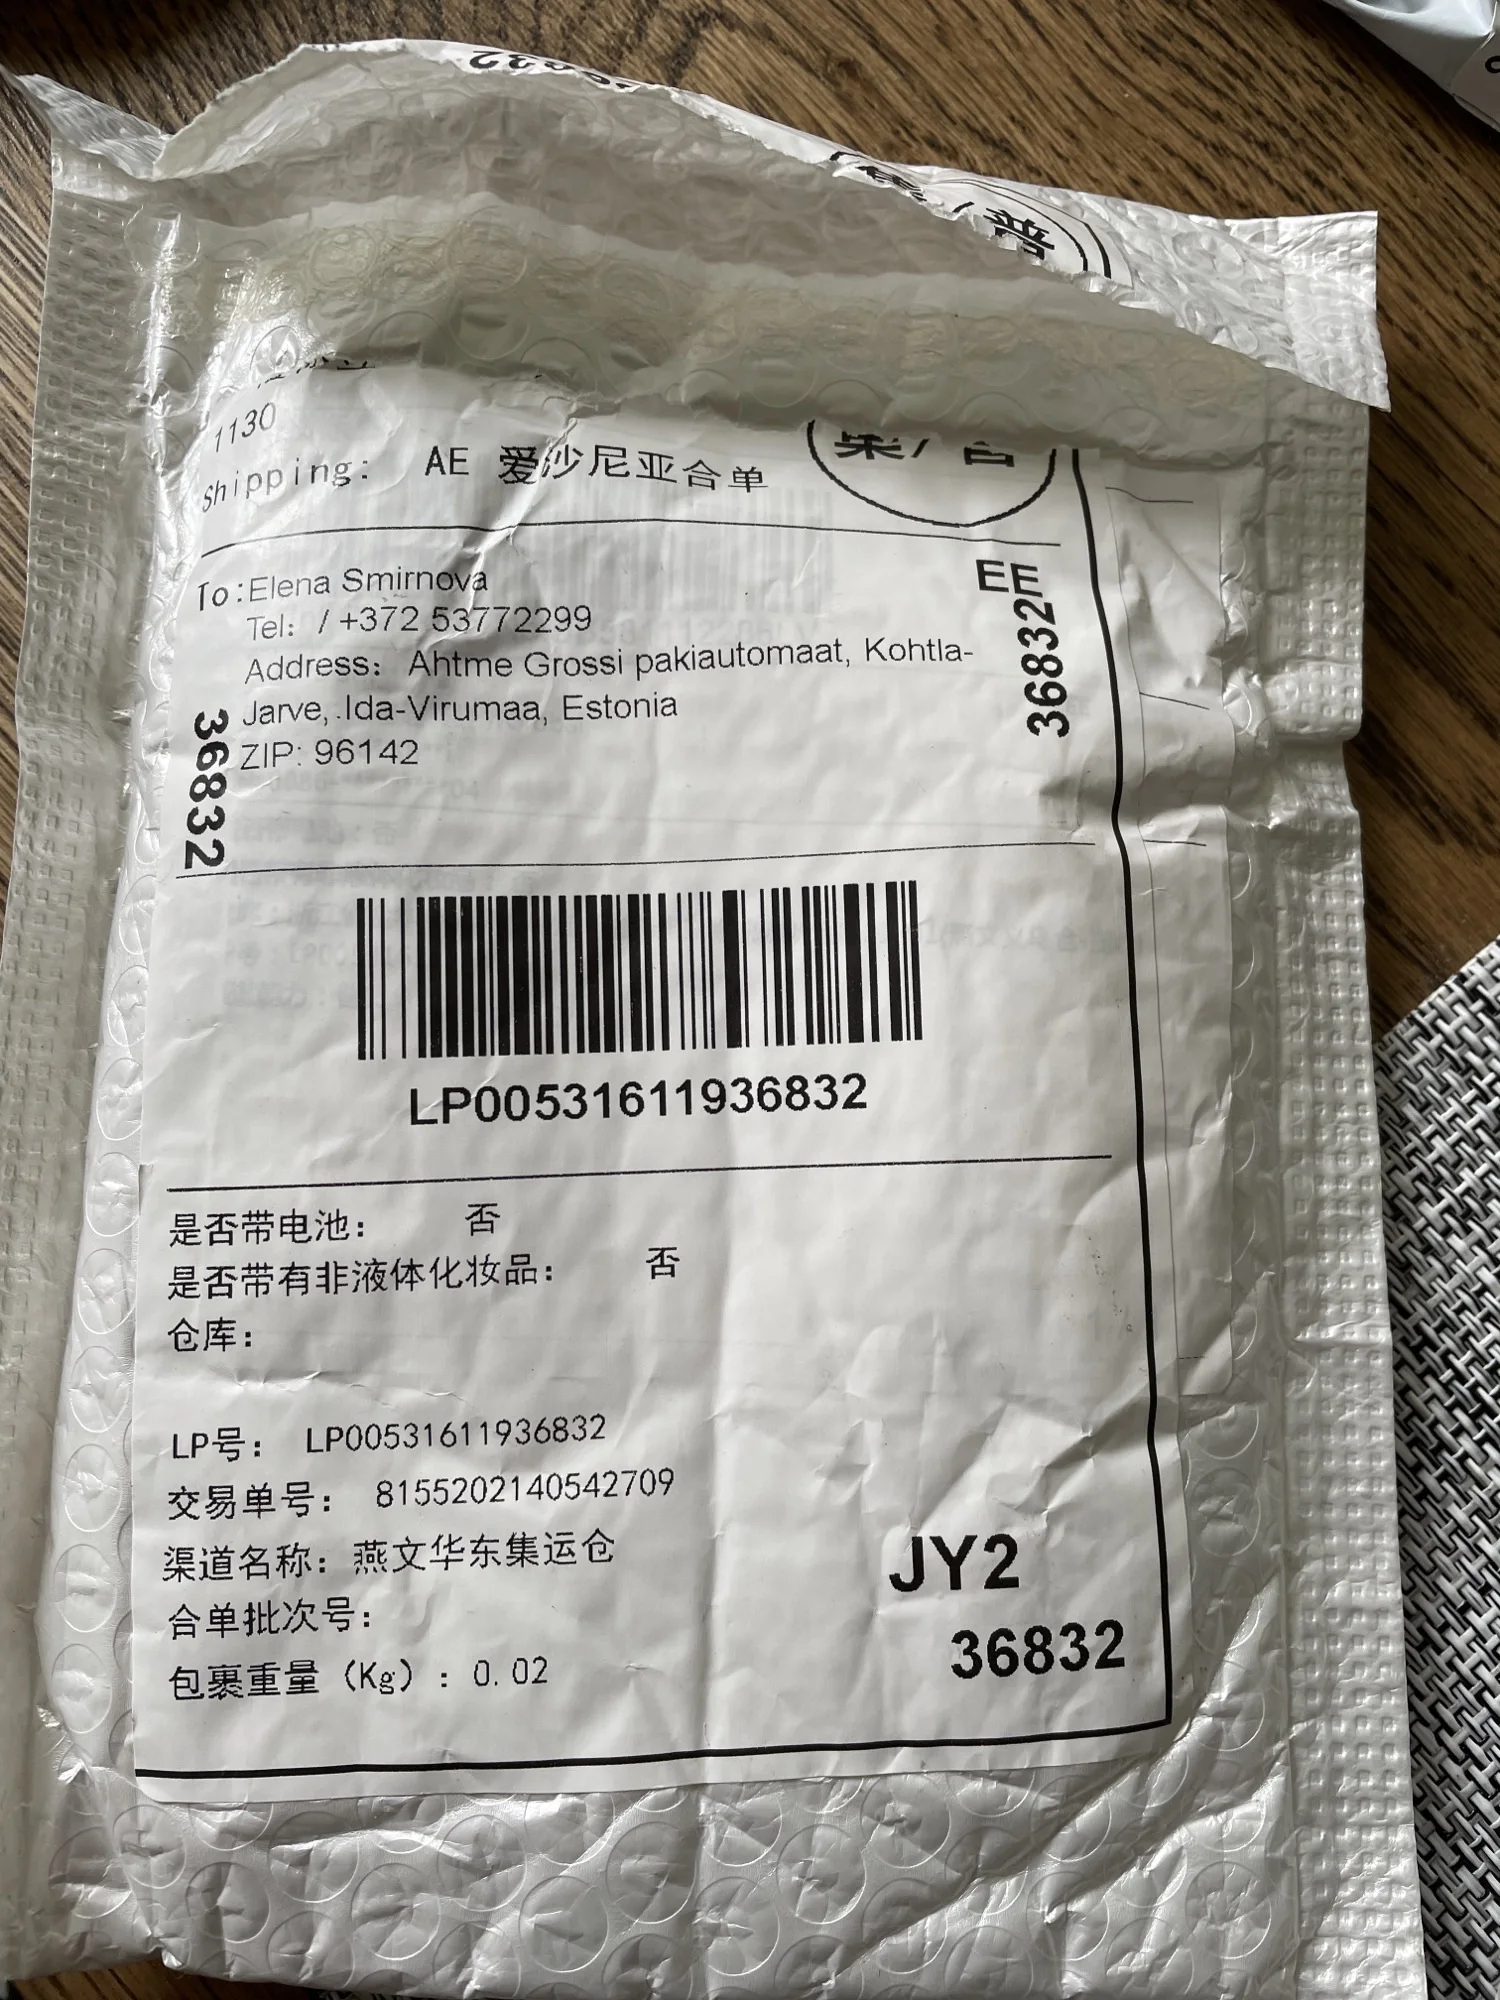 1130
Shipping: AE 爱沙尼亚合单
To:Elena Smirnova
Tel: / +372 53772299
Address: Ahtme Grossi pakiautomaat, Kohtla-
Jarve, .Ida-Virumaa, Estonia
ZIP: 96142
EE
36832
36832
LP00531611936832
是否带电池: 否
是否带有非液体化妆品: 否
仓库:
LP号: LP00531611936832
交易单号: 8155202140542709
渠道名称: 燕文华东集运仓
合单批次号:
包裹重量 (Kg) : 0.02
JY2
36832